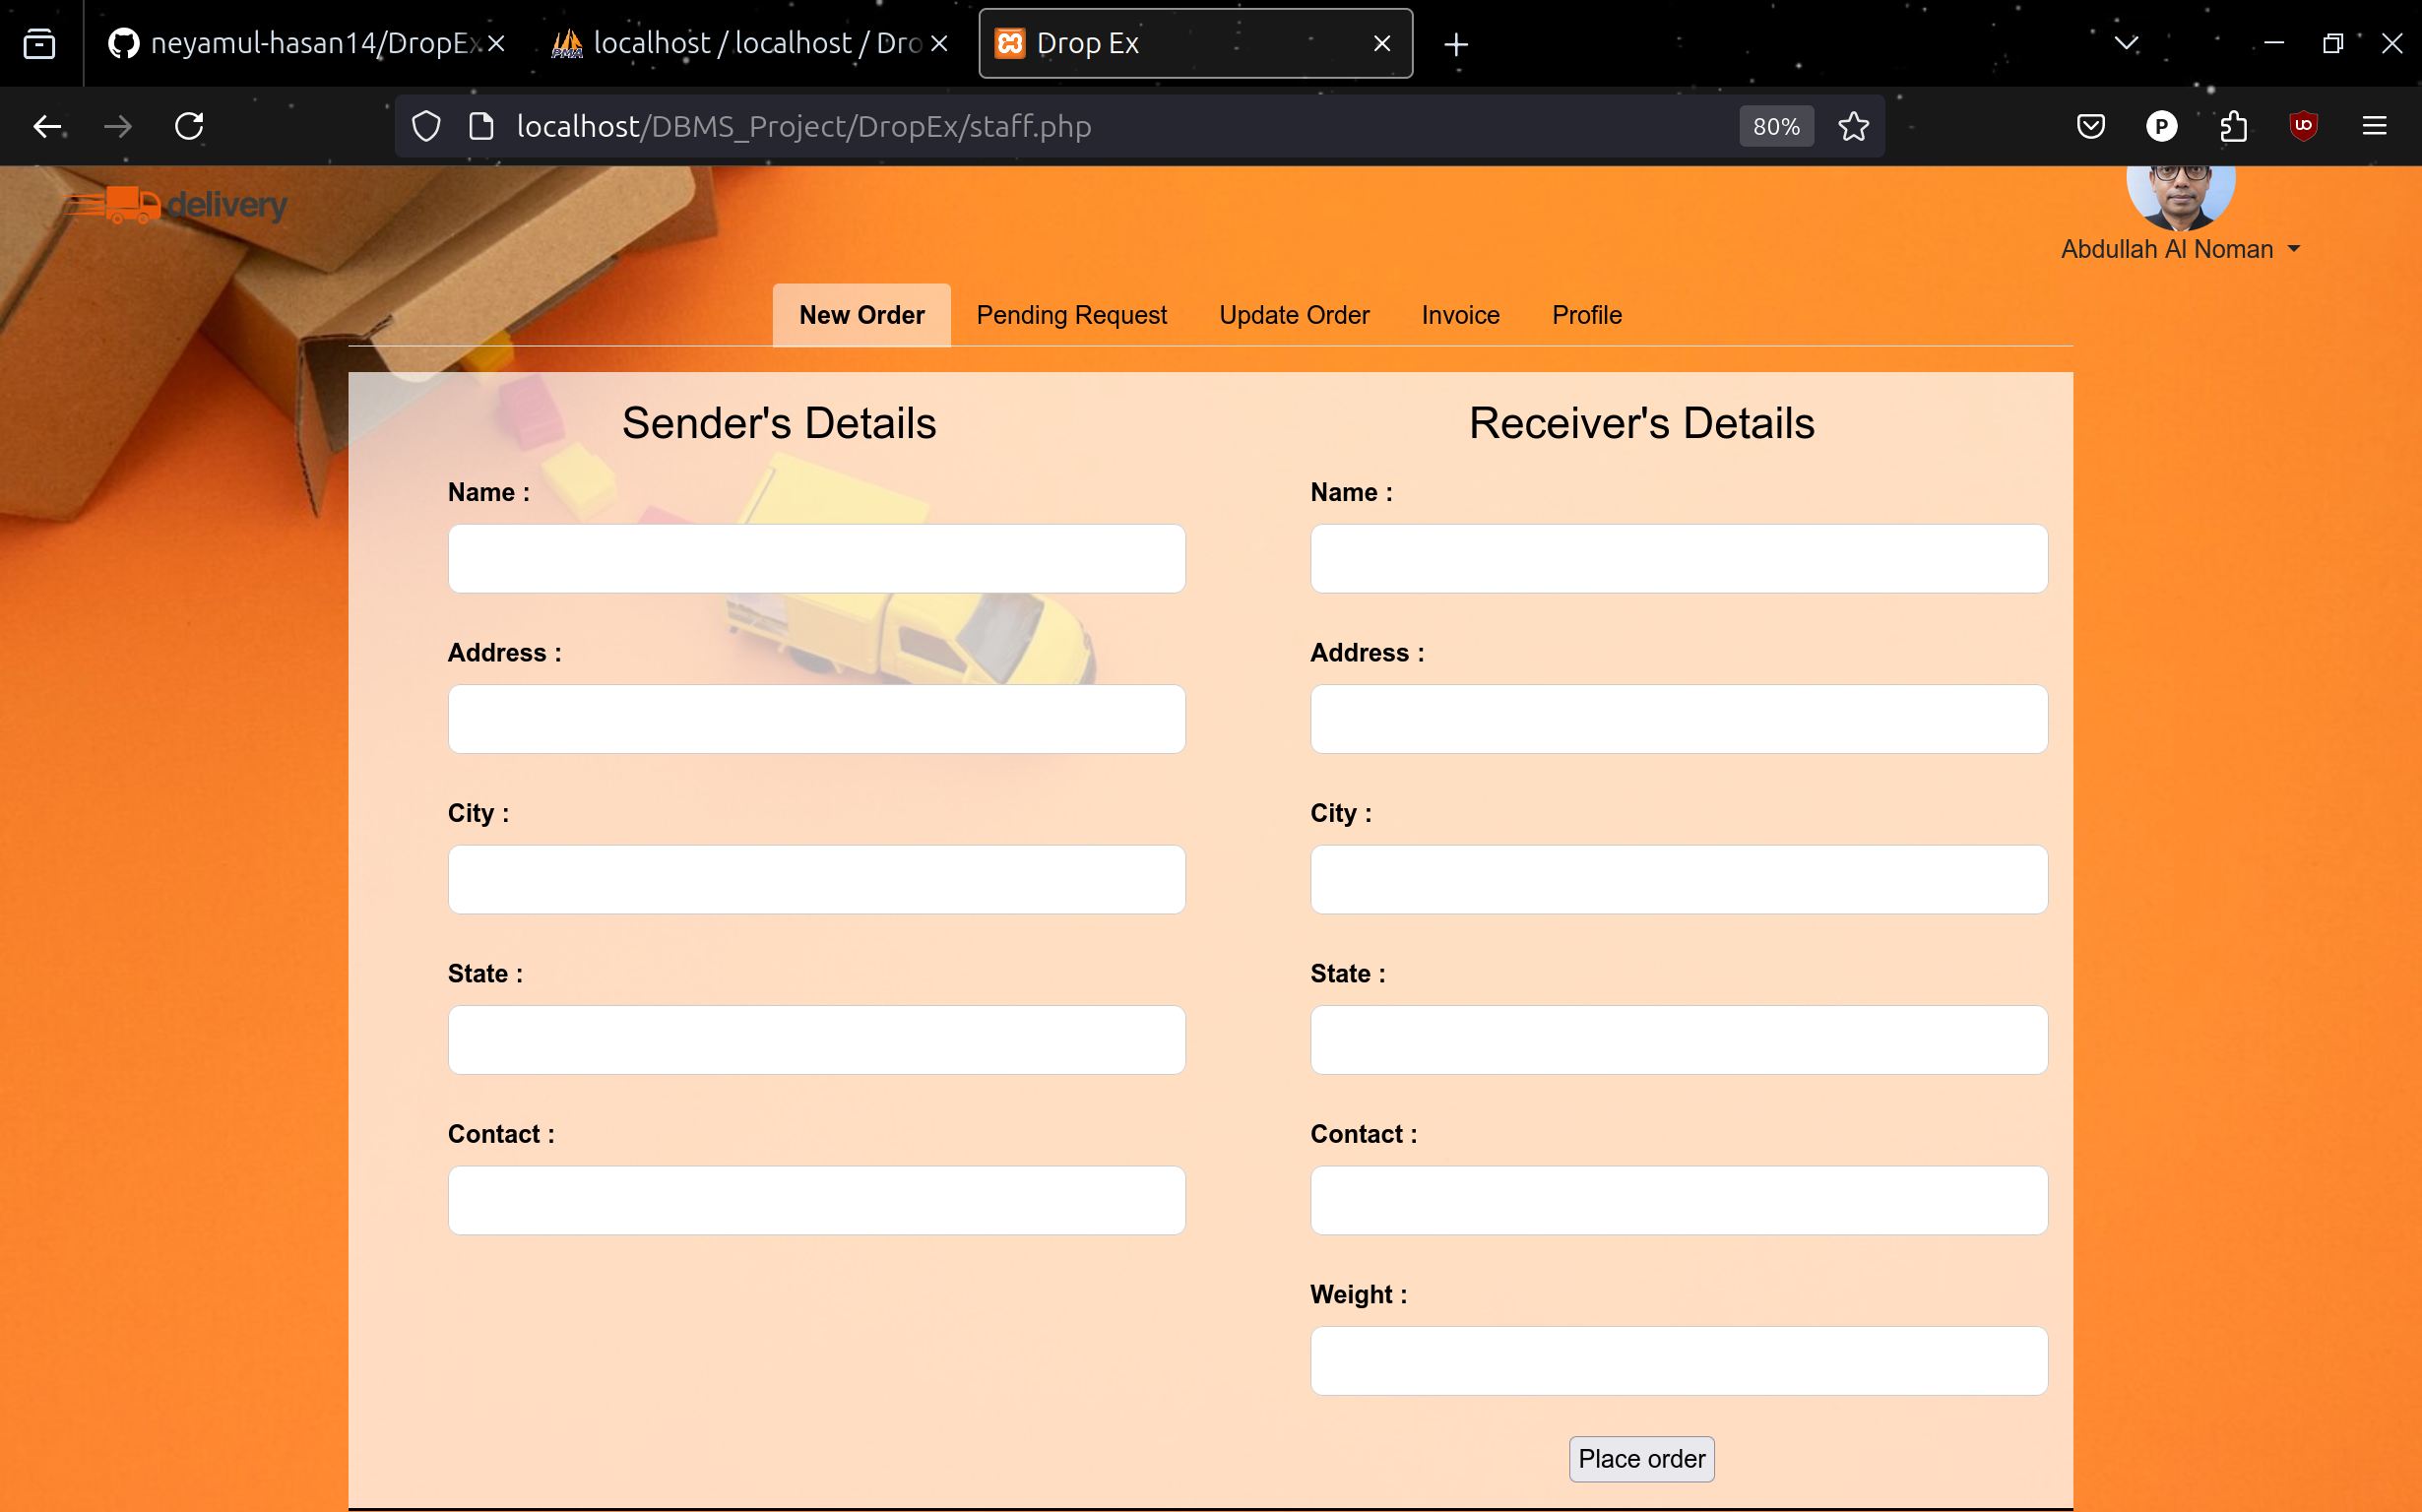 neyamul-hasan14/DropEx
localhost / localhost / Dro
Drop Ex
localhost/DBMS_Project/DropEx/staff.php
80%
P
UO
PMA
delivery
Abdullah Al Noman
New Order
Pending Request
Update Order
Invoice
Profile
Sender's Details
Name :
Address :
City :
State :
Contact :
Receiver's Details
Name :
Address :
City :
State :
Contact :
Weight :
Place order